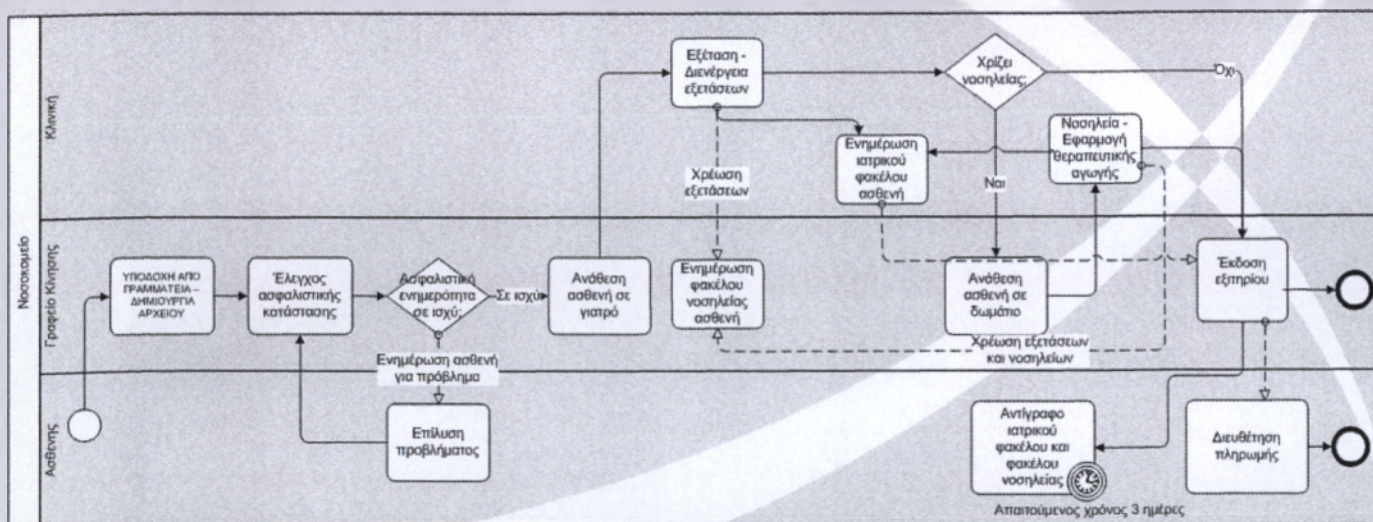 Νοσοκομείο
Κλινική
Εξέταση -
Διενέργεια
εξετάσεων
Χρίζει
νοσηλείας;
Όχι
Ενημέρωση
ιατρικού
φακέλου
ασθενή
Νοσηλεία -
Εφαρμογή
θεραπευτικής
αγωγής
Χρέωση
εξετάσεων
Ναι
Γραφείο Κίνησης
ΥΠΟΔΟΧΗ ΑΠΟ
ΓΡΑΜΜΑΤΕΙΑ –
ΔΗΜΙΟΥΡΓΙΑ
ΑΡΧΕΙΟΥ
Έλεγχος
ασφαλιστικής
κατάστασης
Ασφαλιστική
ενημερότητα
σε ισχύ;
Σε ισχύ
Ανάθεση
ασθενή σε
γιατρό
Ενημέρωση
φακέλου
νοσηλείας
ασθενή
Ανάθεση
ασθενή σε
δωμάτιο
Έκδοση
εξιτηρίου
Χρέωση εξετάσεων
και νοσηλείων
Ενημέρωση ασθενή
για πρόβλημα
Ασθενης
Επίλυση
προβλήματος
Αντίγραφο
ιατρικού
φακέλου και
φακέλου
νοσηλείας
Διευθέτηση
πληρωμής
Απαιτούμενος χρόνος 3 ημέρες